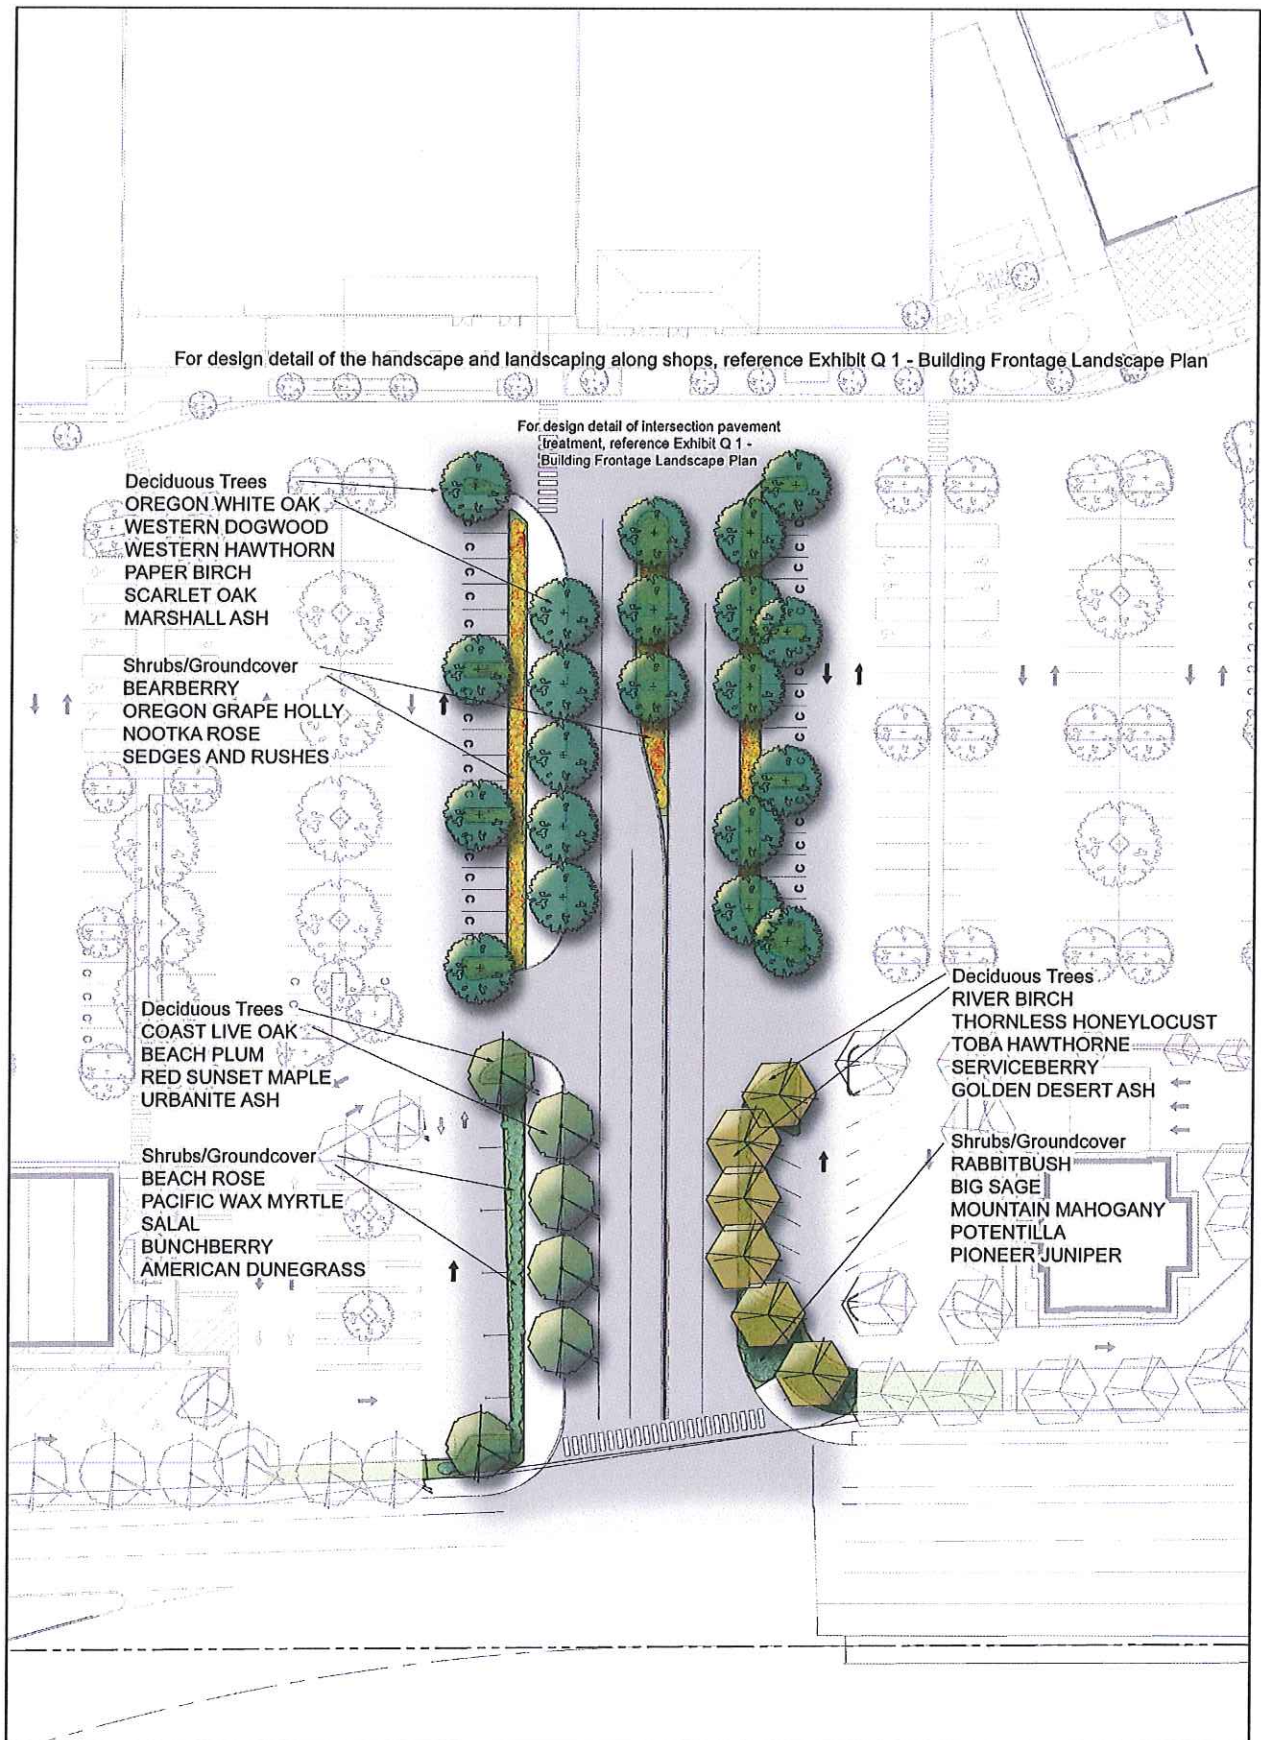 For design detail of the handscape and landscaping along shops, reference Exhibit Q 1 - Building Frontage Landscape Plan
For design detail of intersection pavement
treatment, reference Exhibit Q 1 -
Building Frontage Landscape Plan
Deciduous Trees
OREGON WHITE OAK
WESTERN DOGWOOD
WESTERN HAWTHORN
PAPER BIRCH
SCARLET OAK
MARSHALL ASH
Shrubs/Groundcover
BEARBERRY
OREGON GRAPE HOLLY
NOOTKA ROSE
SEDGES AND RUSHES
Deciduous Trees
COAST LIVE OAK
BEACH PLUM
RED SUNSET MAPLE
URBANITE ASH
Shrubs/Groundcover
BEACH ROSE
PACIFIC WAX MYRTLE
SALAL
BUNCHBERRY
AMERICAN DUNEGRASS
Deciduous Trees
RIVER BIRCH
THORNLESS HONEYLOCUST
TOBA HAWTHORNE
SERVICEBERRY
GOLDEN DESERT ASH
Shrubs/Groundcover
RABBITBUSH
BIG SAGE
MOUNTAIN MAHOGANY
POTENTILLA
PIONEER JUNIPER